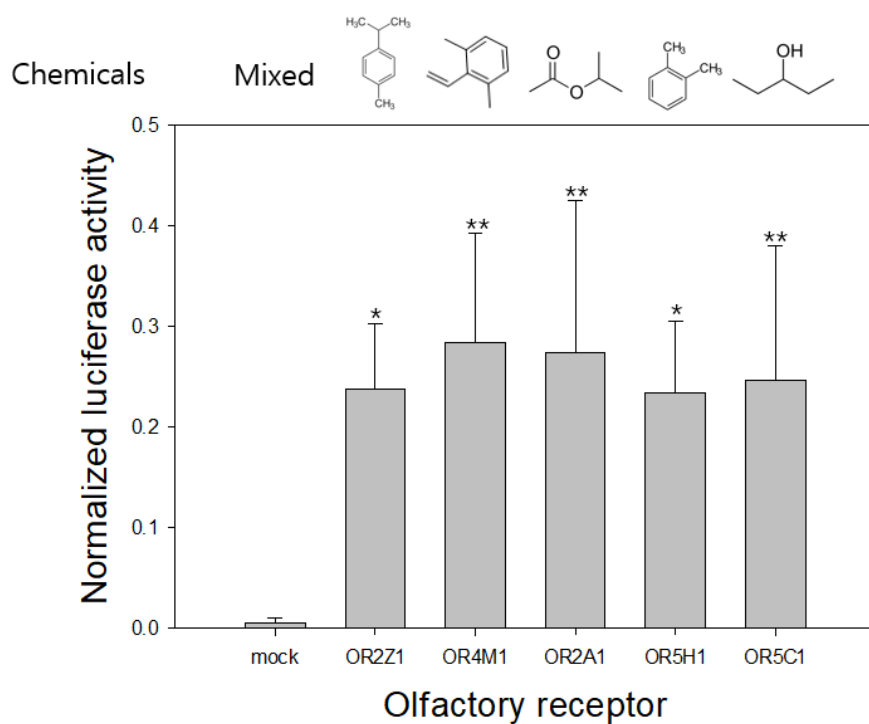 Chemicals
Mixed
H₃C
CH₃
CH₃
O
O
CH₃
CH₃
OH
Normalized luciferase activity
0.5
0.4
0.3
0.2
0.1
0.0
*
**
**
*
**
mock OR2Z1 OR4M1 OR2A1 OR5H1 OR5C1
Olfactory receptor